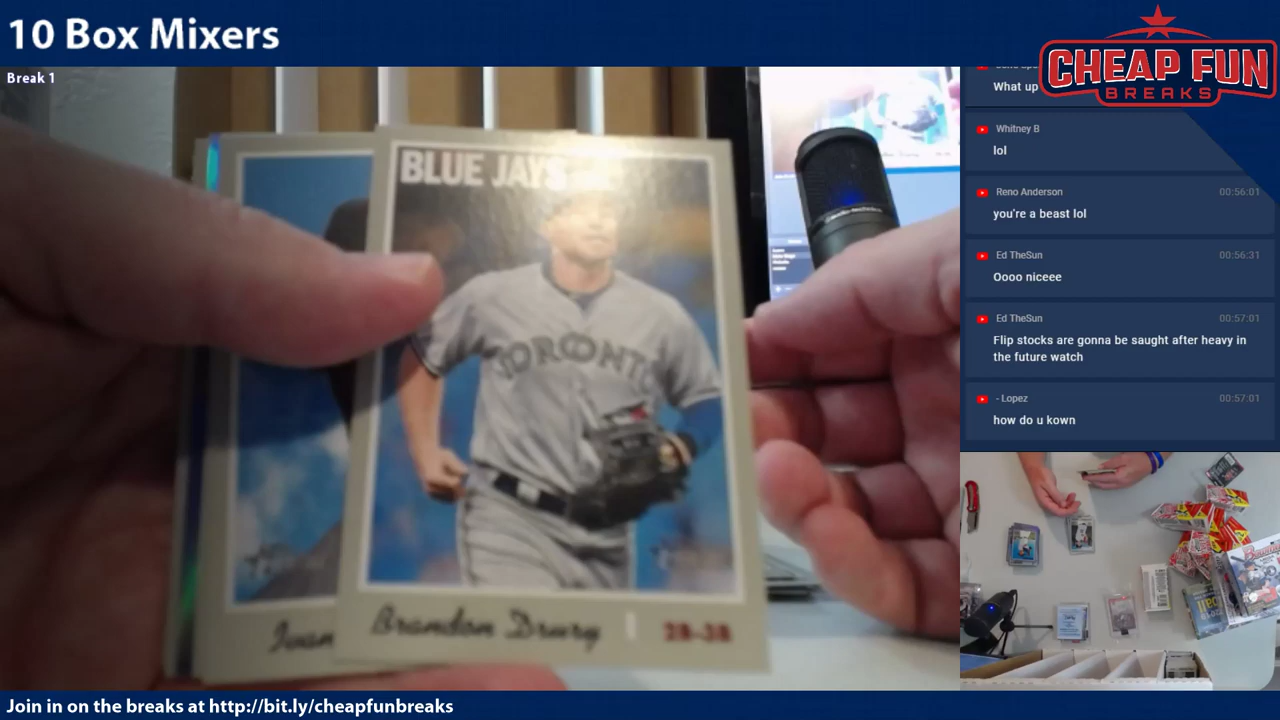 10 Box Mixers
Break 1
CHEAP FUN
BREAKS
What up
Whitney B
lol
Reno Anderson 00:56:01
you're a beast lol
Ed TheSun 00:56:31
Oooo niceee
Ed TheSun 00:57:01
Flip stocks are gonna be saught after heavy in
the future watch
- Lopez 00:57:01
how do u kown
BLUE JAYS
TORONTO
Brandon Drury 2B-3B
Join in on the breaks at http://bit.ly/cheapfunbreaks